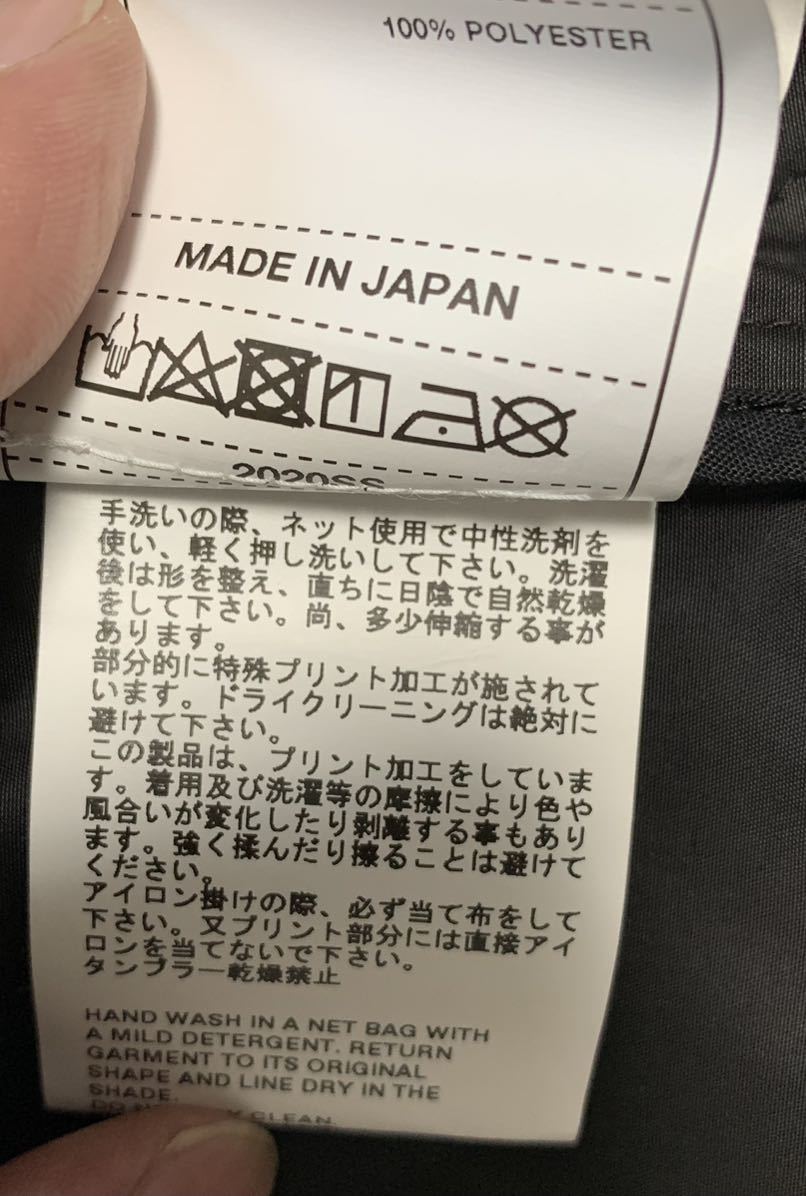 100% POLYESTER
MADE IN JAPAN
2020SS
手洗いの際、ネット使用で中性洗剤を
使い、軽く押し洗いして下さい。洗濯
後は形を整え、直ちに日陰で自然乾燥
をして下さい。尚、多少伸縮する事が
あります。
部分的に特殊プリント加工が施されて
います。ドライクリーニングは絶対に
避けて下さい。
この製品は、プリント加工をしていま
す。着用及び洗濯等の摩擦により色や
風合いが変化したり剥離する事もあり
ます。強く揉んだり擦ることは避けて
ください。
アイロン掛けの際、必ず当て布をして
下さい。又プリント部分には直接アイ
ロンを当てないで下さい。
タンブラー乾燥禁止
HAND WASH IN A NET BAG WITH
A MILD DETERGENT. RETURN
GARMENT TO ITS ORIGINAL
SHAPE AND LINE DRY IN THE
SHADE.
CLEAN.